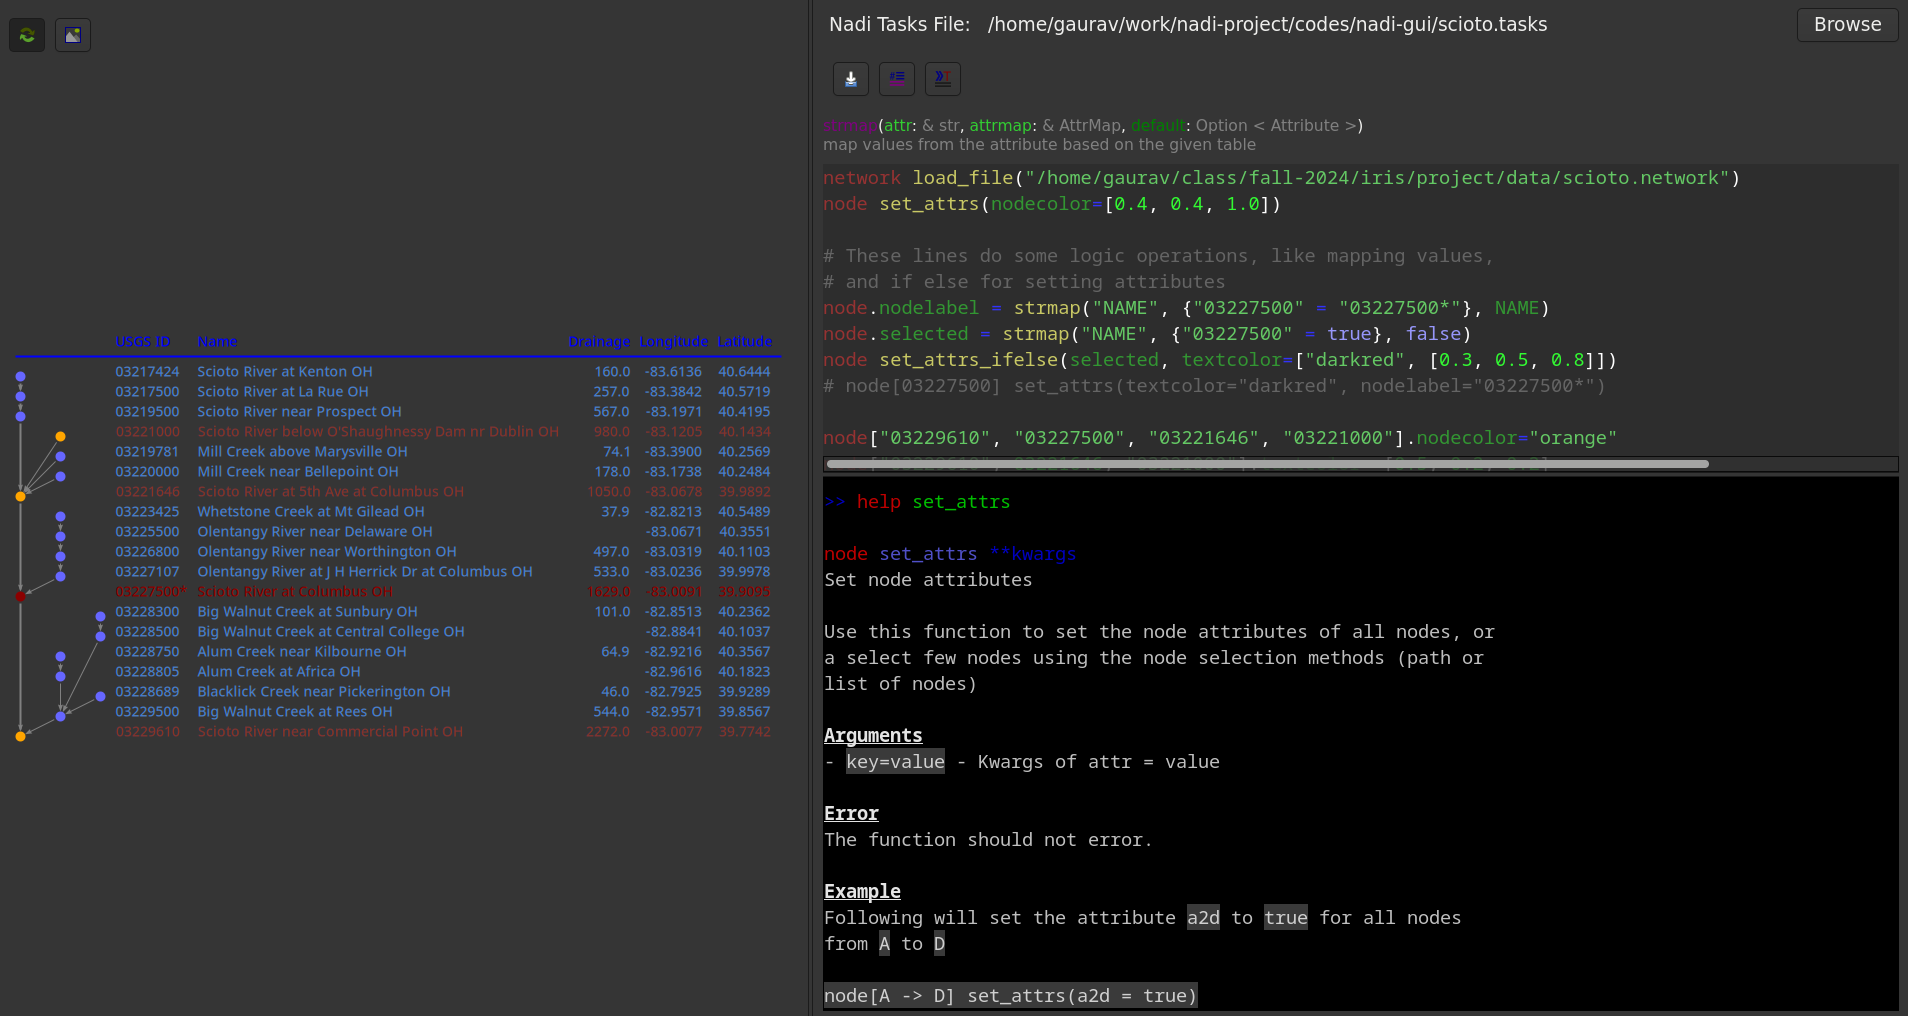 USGS ID Name Drainage Longitude Latitude
03217424 Scioto River at Kenton OH 160.0 -83.6136 40.6444
03217500 Scioto River at La Rue OH 257.0 -83.3842 40.5719
03219500 Scioto River near Prospect OH 567.0 -83.1971 40.4195
03221000 Scioto River below O'Shaughnessy Dam nr Dublin OH 980.0 -83.1205 40.1434
03219781 Mill Creek above Marysville OH 74.1 -83.3900 40.2569
03220000 Mill Creek near Bellepoint OH 178.0 -83.1738 40.2484
03221646 Scioto River at 5th Ave at Columbus OH 1050.0 -83.0678 39.9892
03223425 Whetstone Creek at Mt Gilead OH 37.9 -82.8213 40.5489
03225500 Olentangy River near Delaware OH -83.0671 40.3551
03226800 Olentangy River near Worthington OH 497.0 -83.0319 40.1103
03227107 Olentangy River at J H Herrick Dr at Columbus OH 533.0 -83.0236 39.9978
03227500* Scioto River at Columbus OH 1629.0 -83.0091 39.9095
03228300 Big Walnut Creek at Sunbury OH 101.0 -82.8513 40.2362
03228500 Big Walnut Creek at Central College OH -82.8841 40.1037
03228750 Alum Creek near Kilbourne OH 64.9 -82.9216 40.3567
03228805 Alum Creek at Africa OH -82.9616 40.1823
03228689 Blacklick Creek near Pickerington OH 46.0 -82.7925 39.9289
03229500 Big Walnut Creek at Rees OH 544.0 -82.9571 39.8567
03229610 Scioto River near Commercial Point OH 2272.0 -83.0077 39.7742
Nadi Tasks File: /home/gaurav/work/nadi-project/codes/nadi-gui/scioto.tasks Browse
strmap(attr: & str, attrmap: & AttrMap, default: Option < Attribute >)
map values from the attribute based on the given table
network load_file("/home/gaurav/class/fall-2024/iris/project/data/scioto.network")
node set_attrs(nodecolor=[0.4, 0.4, 1.0])
# These lines do some logic operations, like mapping values,
# and if else for setting attributes
node.nodelabel = strmap("NAME", {"03227500" = "03227500*"}, NAME)
node.selected = strmap("NAME", {"03227500" = true}, false)
node set_attrs_ifelse(selected, textcolor=["darkred", [0.3, 0.5, 0.8]])
# node[03227500] set_attrs(textcolor="darkred", nodelabel="03227500*")
node["03229610", "03227500", "03221646", "03221000"].nodecolor="orange"
>> help set_attrs
node set_attrs **kwargs
Set node attributes
Use this function to set the node attributes of all nodes, or
a select few nodes using the node selection methods (path or
list of nodes)
Arguments
- key=value - Kwargs of attr = value
Error
The function should not error.
Example
Following will set the attribute a2d to true for all nodes
from A to D
node[A -> D] set_attrs(a2d = true)